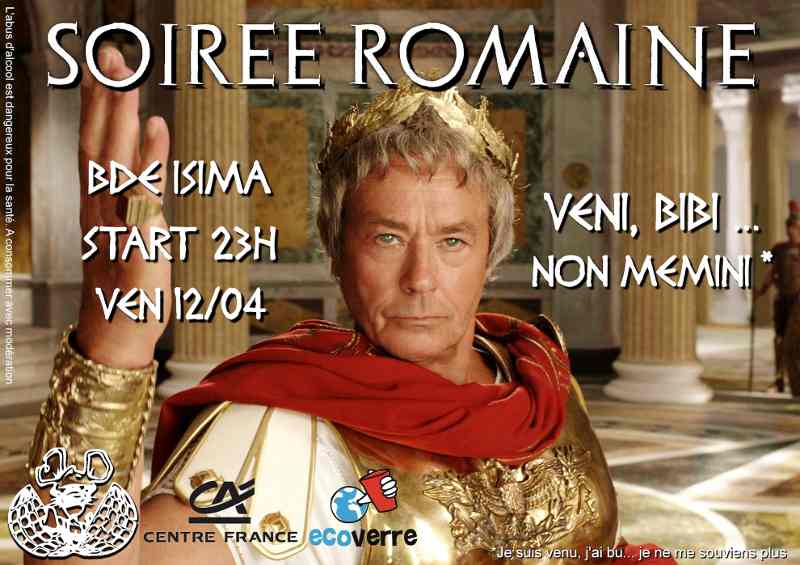 SOIREE ROMAINE
BDE ISIMA
START 23H
VEN 12/04
VENI, BIBI ...
NON MEMINI *
L'abus d'alcool est dangereux pour la santé. A consommer avec modération
CA
CENTRE FRANCE
ecoverre
*Je suis venu, j'ai bu... je ne me souviens plus